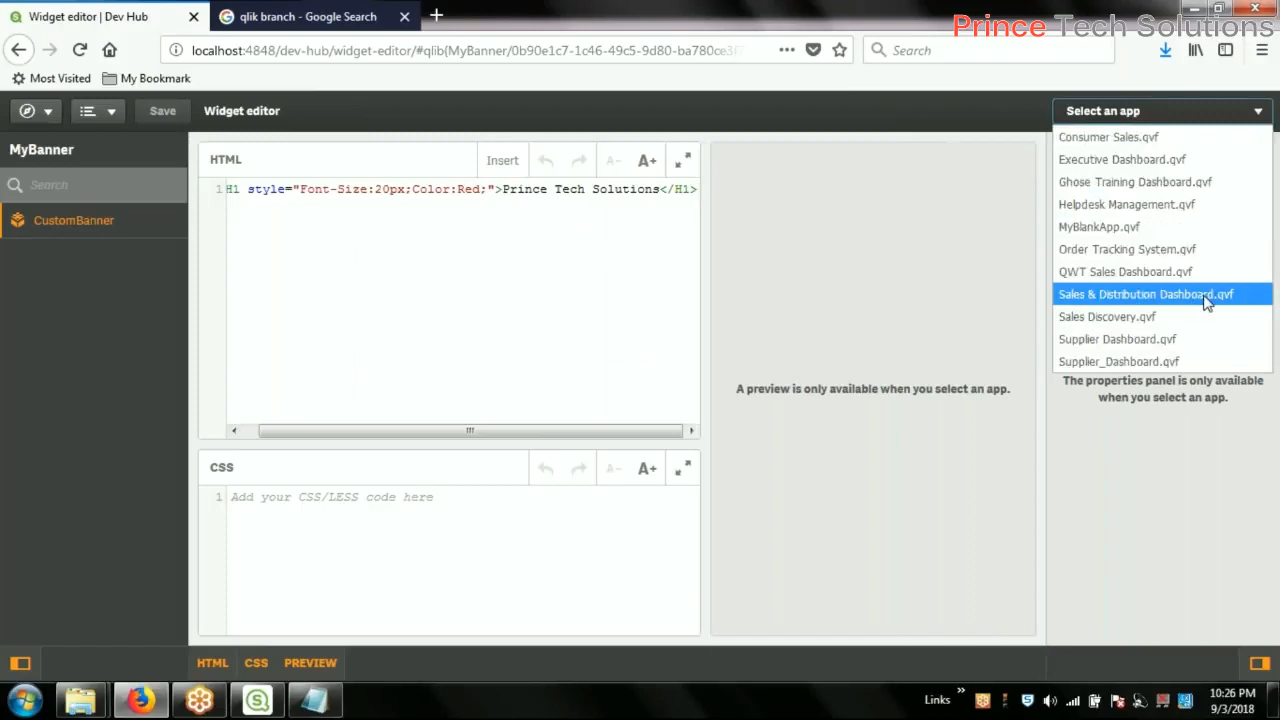 Widget editor | Dev Hub
qlik branch - Google Search
Prince Tech Solutions
localhost:4848/dev-hub/widget-editor/#qlib(MyBanner/0b90e1c7-1c46-49c5-9d80-ba780ce3
Search
Most Visited
My Bookmark
Save
Widget editor
Select an app
MyBanner
Search
CustomBanner
HTML
Insert
A-
A+
1
H1 style="Font-Size:20px;Color:Red;">Prince Tech Solutions</H1>
CSS
A-
A+
1
Add your CSS/LESS code here
A preview is only available when you select an app.
Consumer Sales.qvf
Executive Dashboard.qvf
Ghose Training Dashboard.qvf
Helpdesk Management.qvf
MyBlankApp.qvf
Order Tracking System.qvf
QWT Sales Dashboard.qvf
Sales & Distribution Dashboard.qvf
Sales Discovery.qvf
Supplier Dashboard.qvf
Supplier_Dashboard.qvf
The properties panel is only available
when you select an app.
HTML
CSS
PREVIEW
Links
10:26 PM
9/3/2018